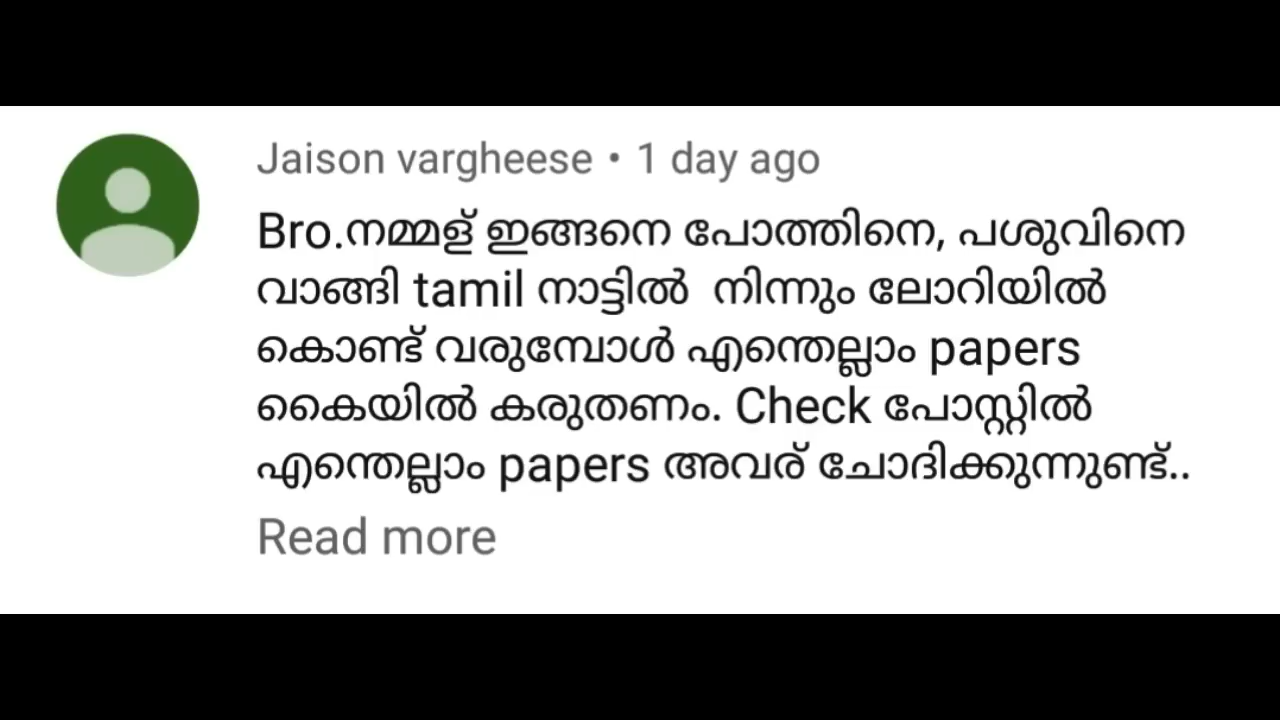 Jaison vargheese • 1 day ago
Bro.നമ്മള് ഇങ്ങനെ പോത്തിനെ, പശുവിനെ
വാങ്ങി tamil നാട്ടിൽ നിന്നും ലോറിയിൽ
കൊണ്ട് വരുമ്പോൾ എന്തെല്ലാം papers
കൈയിൽ കരുതണം. Check പോസ്റ്റിൽ
എന്തെല്ലാം papers അവര് ചോദിക്കുന്നുണ്ട്..
Read more